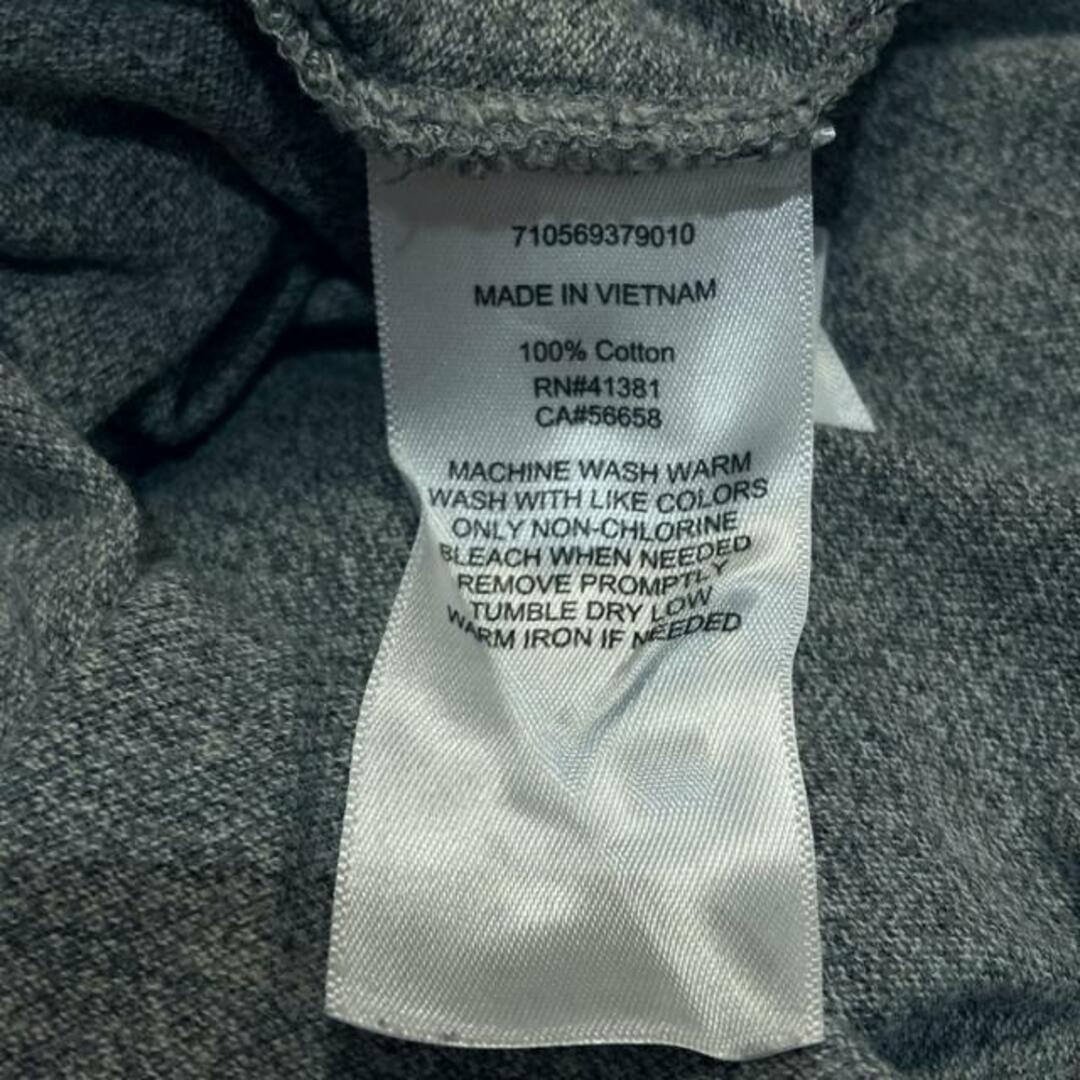 710569379010
MADE IN VIETNAM
100% Cotton
RN#41381
CA#56658
MACHINE WASH WARM
WASH WITH LIKE COLORS
ONLY NON-CHLORINE
BLEACH WHEN NEEDED
REMOVE PROMPTLY
TUMBLE DRY LOW
WARM IRON IF NEEDED